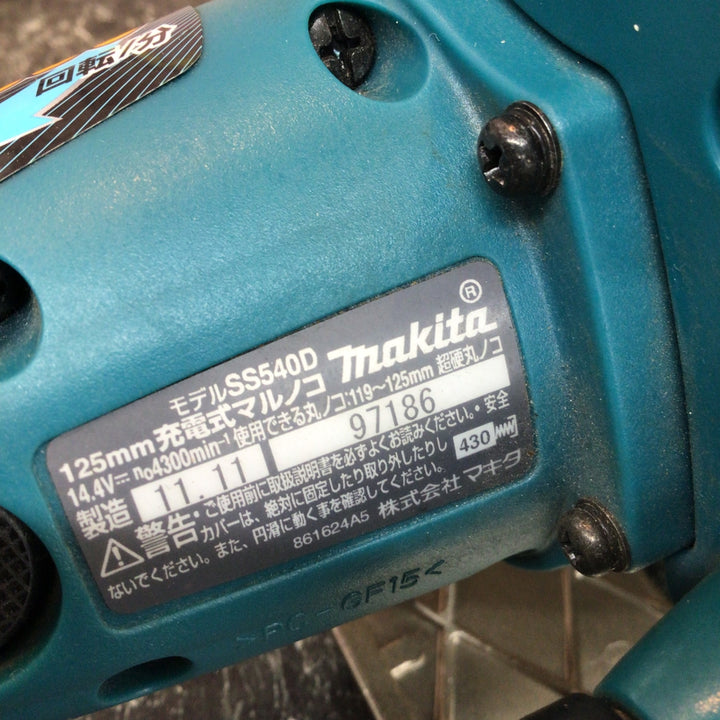 回転/分
makita®
モデルSS540D
125mm 充電式マルノコ
14.4V⎓ n₀4300min⁻¹ 使用できる丸ノコ:119～125mm 超硬丸ノコ
製造 11.11 97186
警告 ・ご使用前に取扱説明書を必ずよくお読みください。・安全
カバーは、絶対に固定したり取り外したりし
ないでください。また、円滑に動く事を確認してください。
430
861624A5 株式会社 マキタ
>PC-GF15<